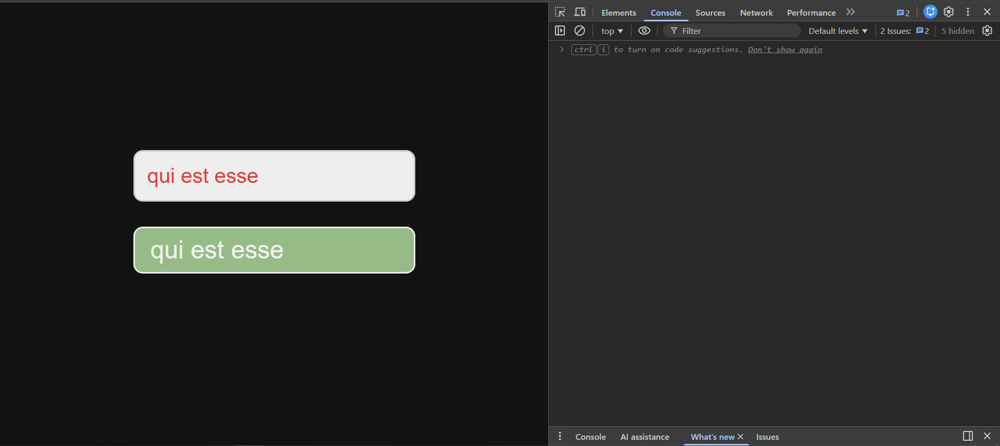 qui est esse
qui est esse
Elements Console Sources Network Performance 2
top Filter Default levels 2 Issues: 2 5 hidden
ctrl i to turn on code suggestions. Don't show again
Console AI assistance What's new Issues